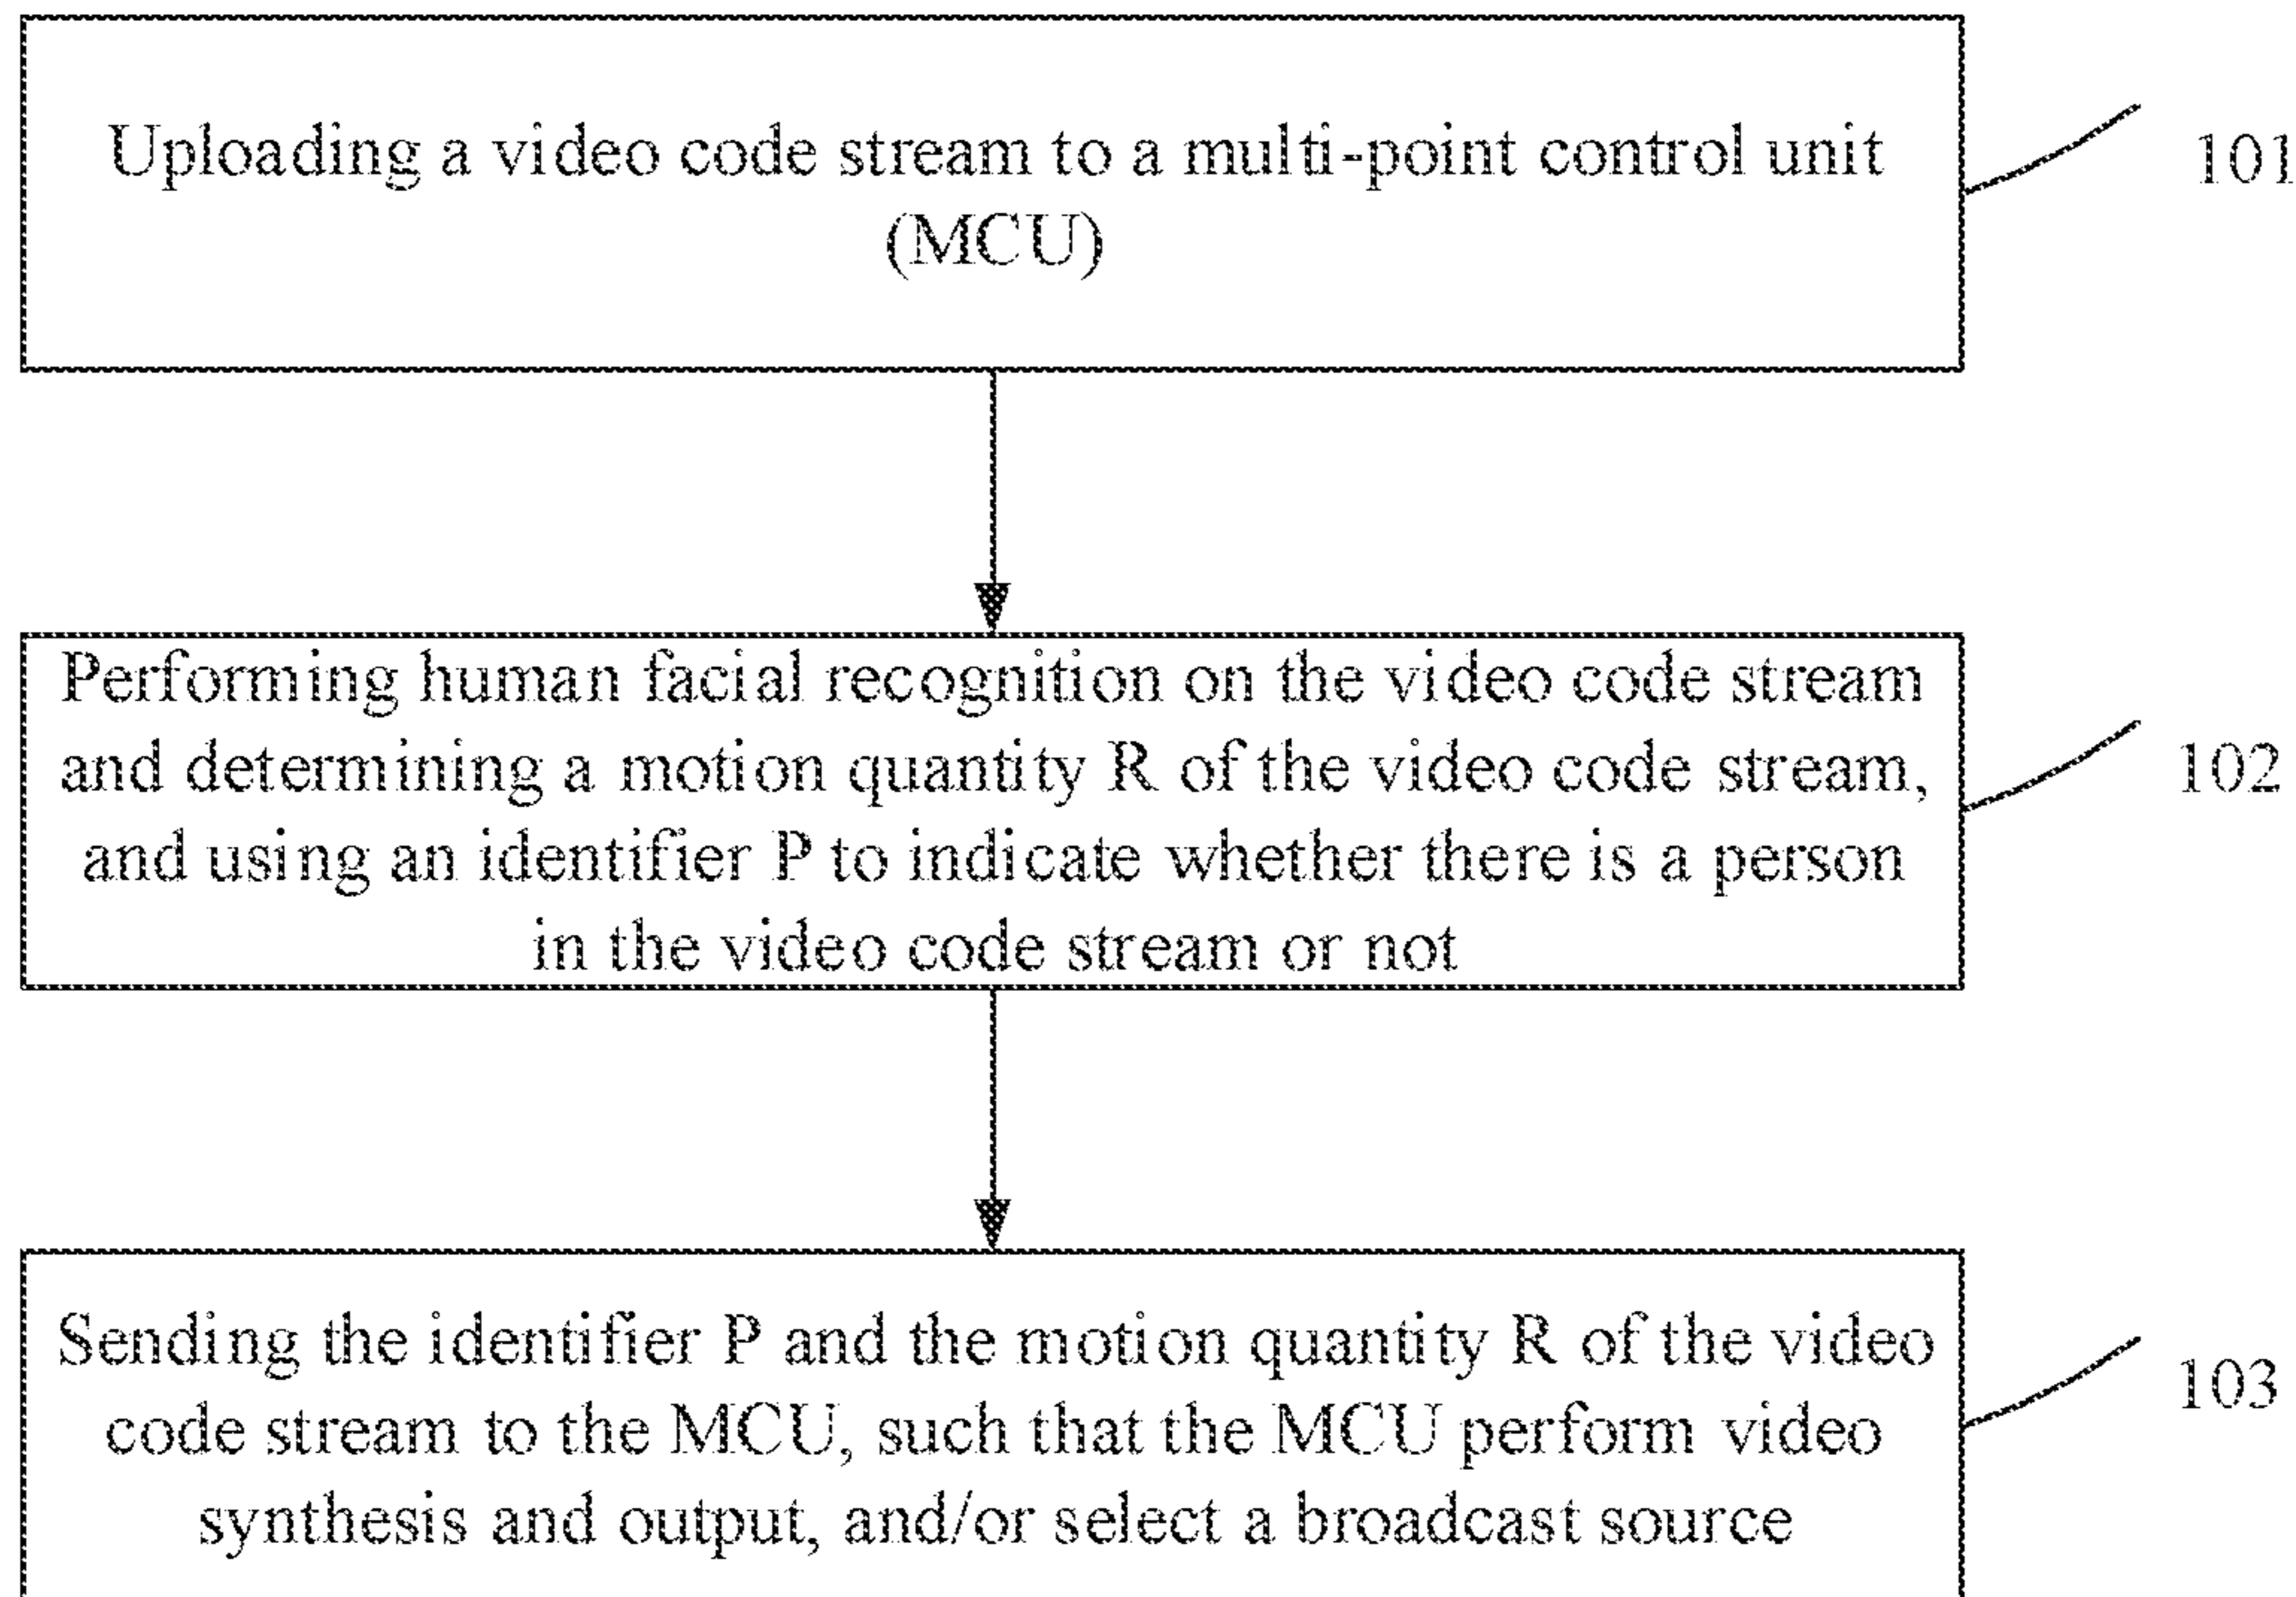 Uploading a video code stream to a multi-point control unit
(MCU)
101
Performing human facial recognition on the video code stream
and determining a motion quantity R of the video code stream,
and using an identifier P to indicate whether there is a person
in the video code stream or not
102
Sending the identifier P and the motion quantity R of the video
code stream to the MCU, such that the MCU perform video
synthesis and output, and/or select a broadcast source
103